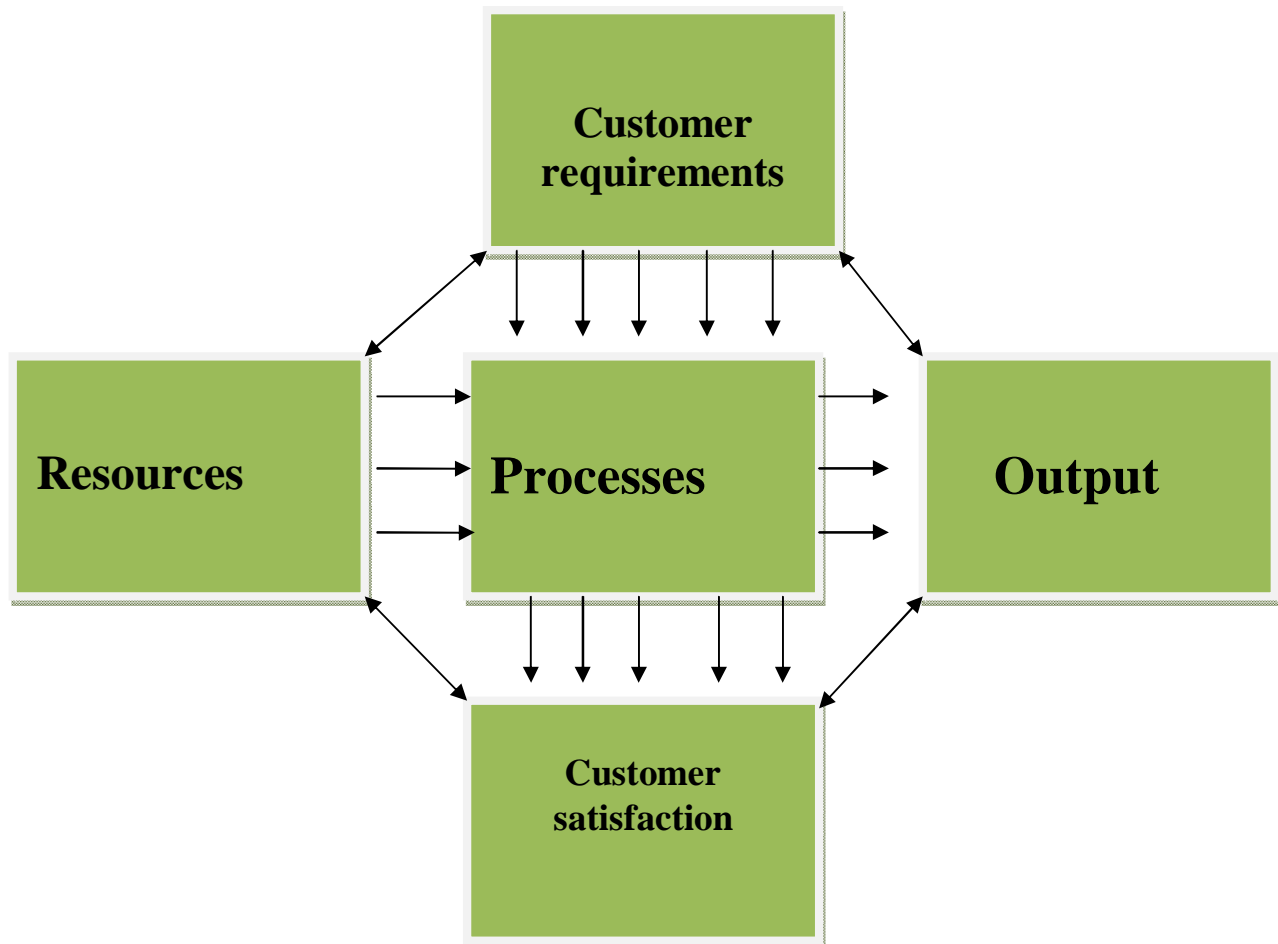 Customer
requirements
Resources
Processes
Output
Customer
satisfaction